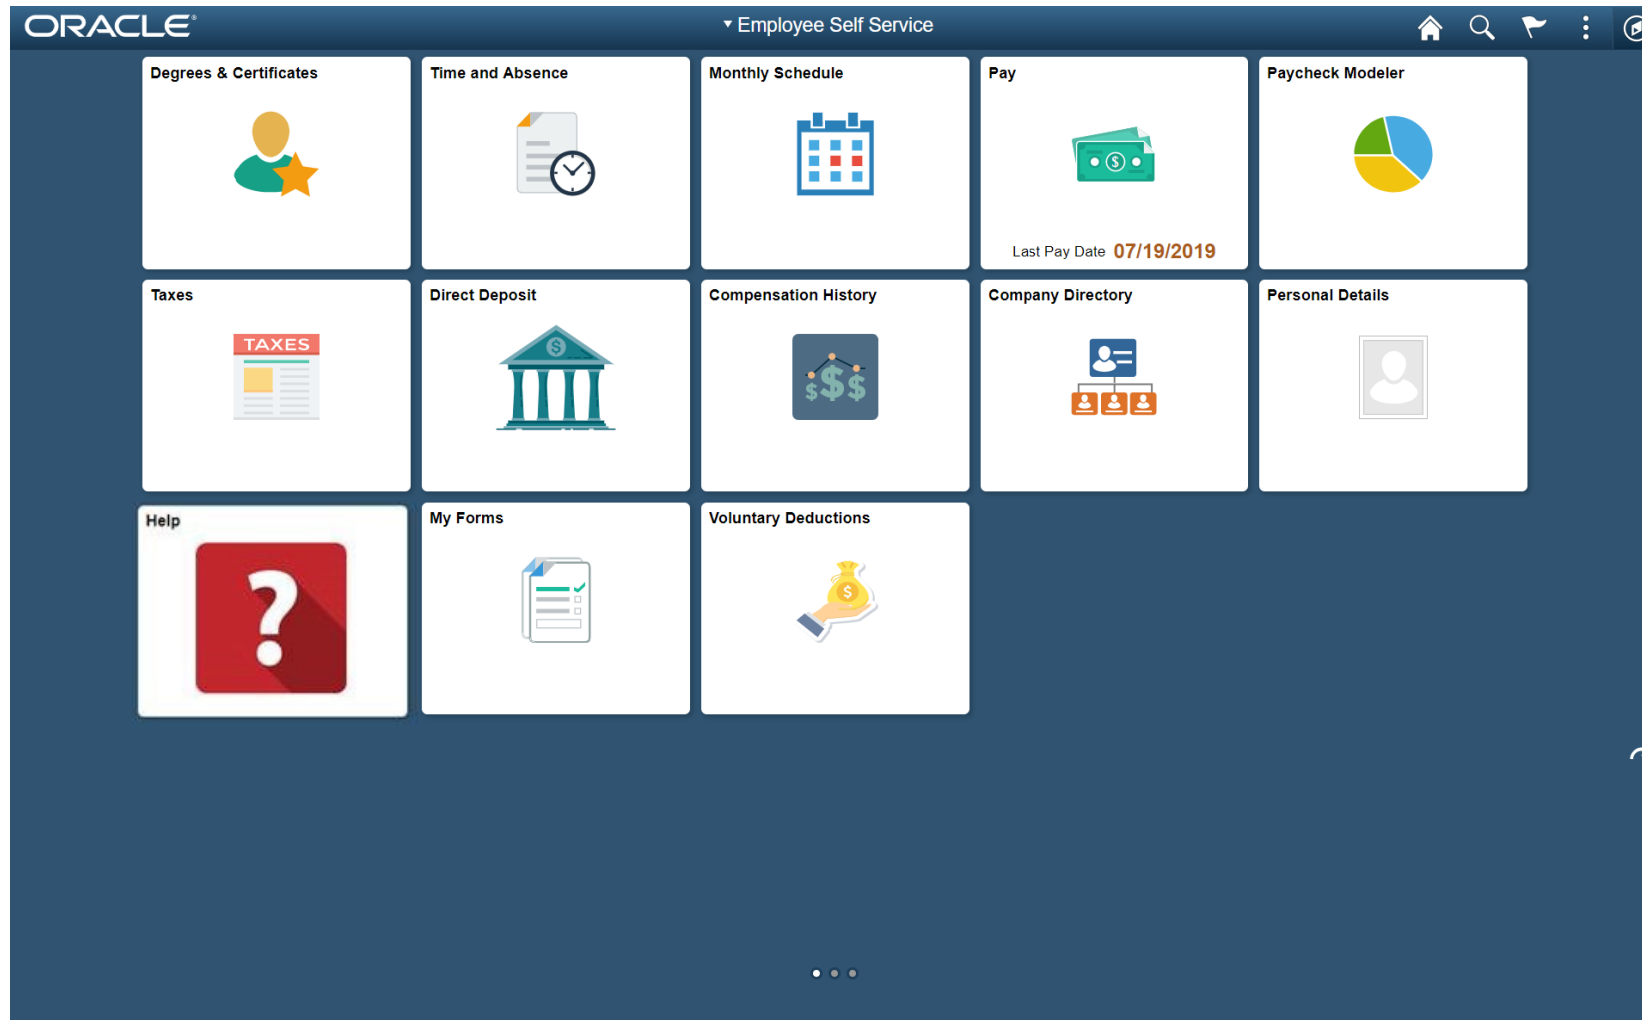 ORACLE
Employee Self Service
Degrees & Certificates
Time and Absence
Monthly Schedule
Pay
Paycheck Modeler
Last Pay Date 07/19/2019
Taxes
Direct Deposit
Compensation History
Company Directory
Personal Details
TAXES
Help
My Forms
Voluntary Deductions